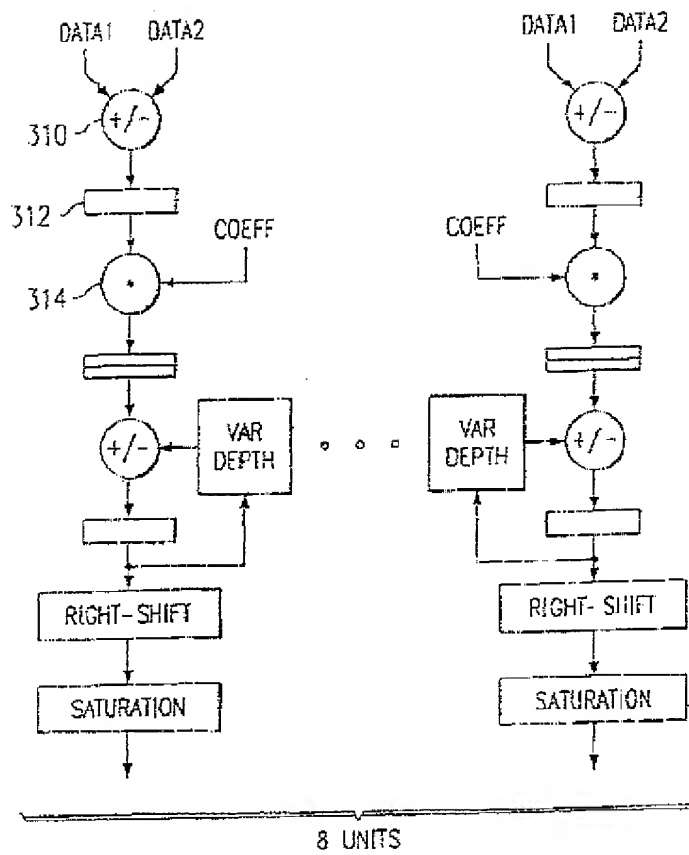 DATA1 DATA2 DATA1 DATA2
310 +/- +/-
312
COEFF COEFF
314
+/- VAR DEPTH VAR DEPTH +/-
RIGHT-SHIFT RIGHT-SHIFT
SATURATION SATURATION
8 UNITS